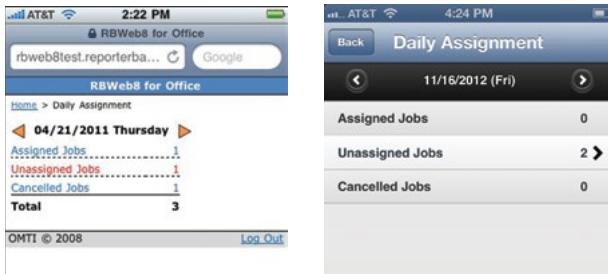 AT&T 2:22 PM
RBWeb8 for Office
rbweb8test.reporterba... Google
RBWeb8 for Office
Home > Daily Assignment
04/21/2011 Thursday
Assigned Jobs 1
Unassigned Jobs 1
Cancelled Jobs 1
Total 3
OMTI © 2008 Log Out
AT&T 4:24 PM
Back Daily Assignment
11/16/2012 (Fri)
Assigned Jobs 0
Unassigned Jobs 2
Cancelled Jobs 0